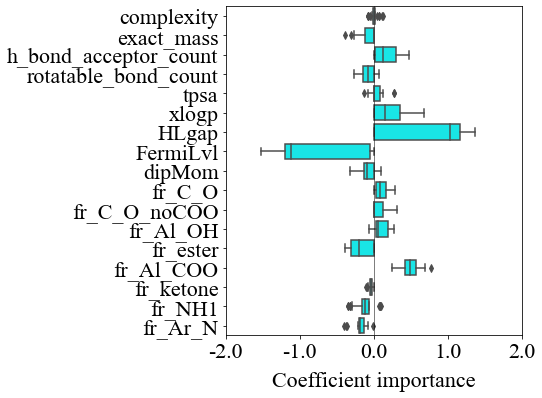 complexity
exact_mass
h_bond_acceptor_count
rotatable_bond_count
tpsa
xlogp
HLgap
FermiLvl
dipMom
fr_C_O
fr_C_O_noCOO
fr_Al_OH
fr_ester
fr_Al_COO
fr_ketone
fr_NH1
fr_Ar_N
-2.0 -1.0 0.0 1.0 2.0
Coefficient importance